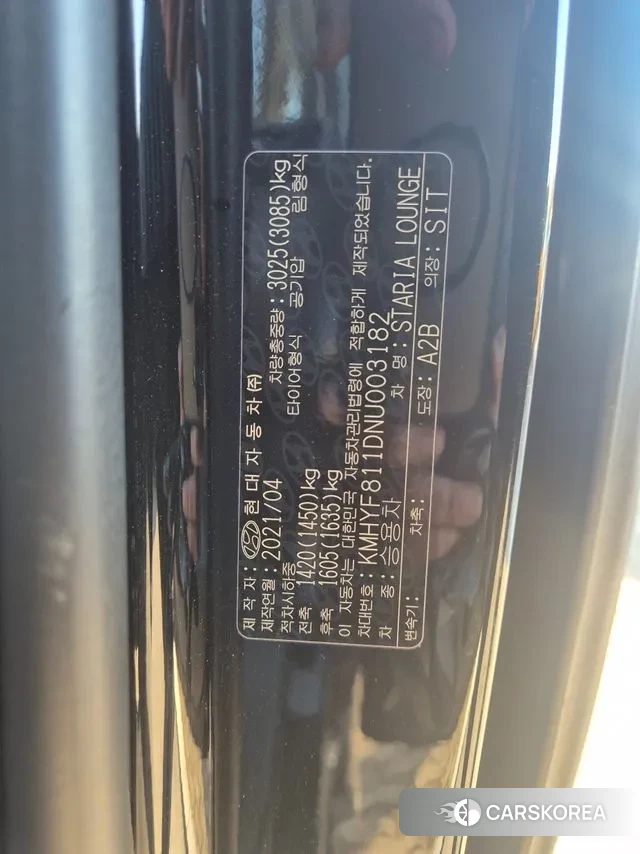 제 작 자: 현 대 자 동 차 ㈜
제작연월: 2021/04 차량총중량: 3025(3085)kg
적차시하중 타이어형식 공기압 림형식
전축 1420(1450)kg
후축 1605(1635)kg
이 자동차는 대한민국 자동차관리법령에 적합하게 제작되었습니다.
차대번호: KMHYF811DNU003182
차 종: 승용차 차 명: STARIA LOUNGE
변속기: 차축: 도장: A2B 의장: SIT
CARSKOREA